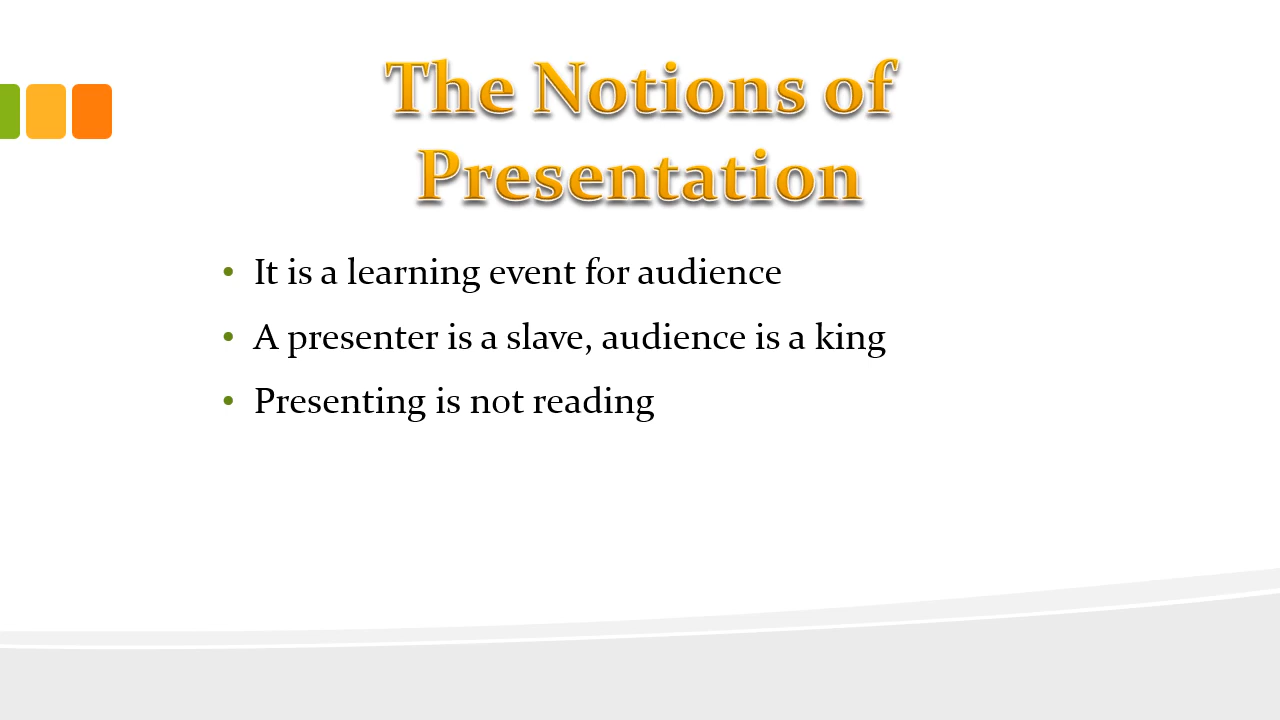 The Notions of
Presentation
• It is a learning event for audience
• A presenter is a slave, audience is a king
• Presenting is not reading